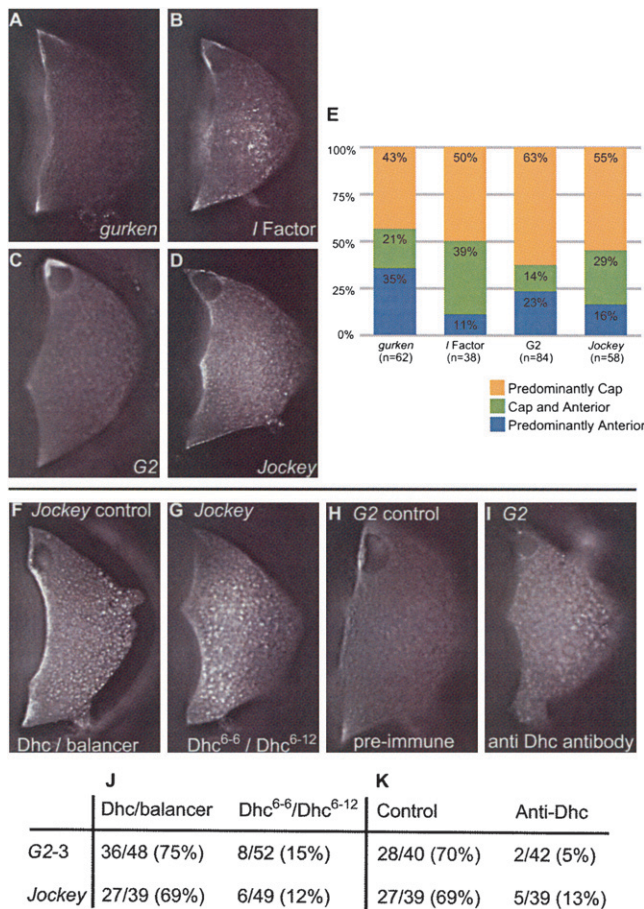 A
gurken
B
I Factor
C
G2
D
Jockey
E
100%
75%
50%
25%
0%
43%
21%
35%
50%
39%
11%
63%
14%
23%
55%
29%
16%
gurken
(n=62)
I Factor
(n=38)
G2
(n=84)
Jockey
(n=58)
Predominantly Cap
Cap and Anterior
Predominantly Anterior
F Jockey control
Dhc / balancer
G Jockey
Dhc6-6 / Dhc6-12
H G2 control
pre-immune
I G2
anti Dhc antibody
J K
Dhc/balancer Dhc6-6/Dhc6-12 Control Anti-Dhc
G2-3 36/48 (75%) 8/52 (15%) 28/40 (70%) 2/42 (5%)
Jockey 27/39 (69%) 6/49 (12%) 27/39 (69%) 5/39 (13%)